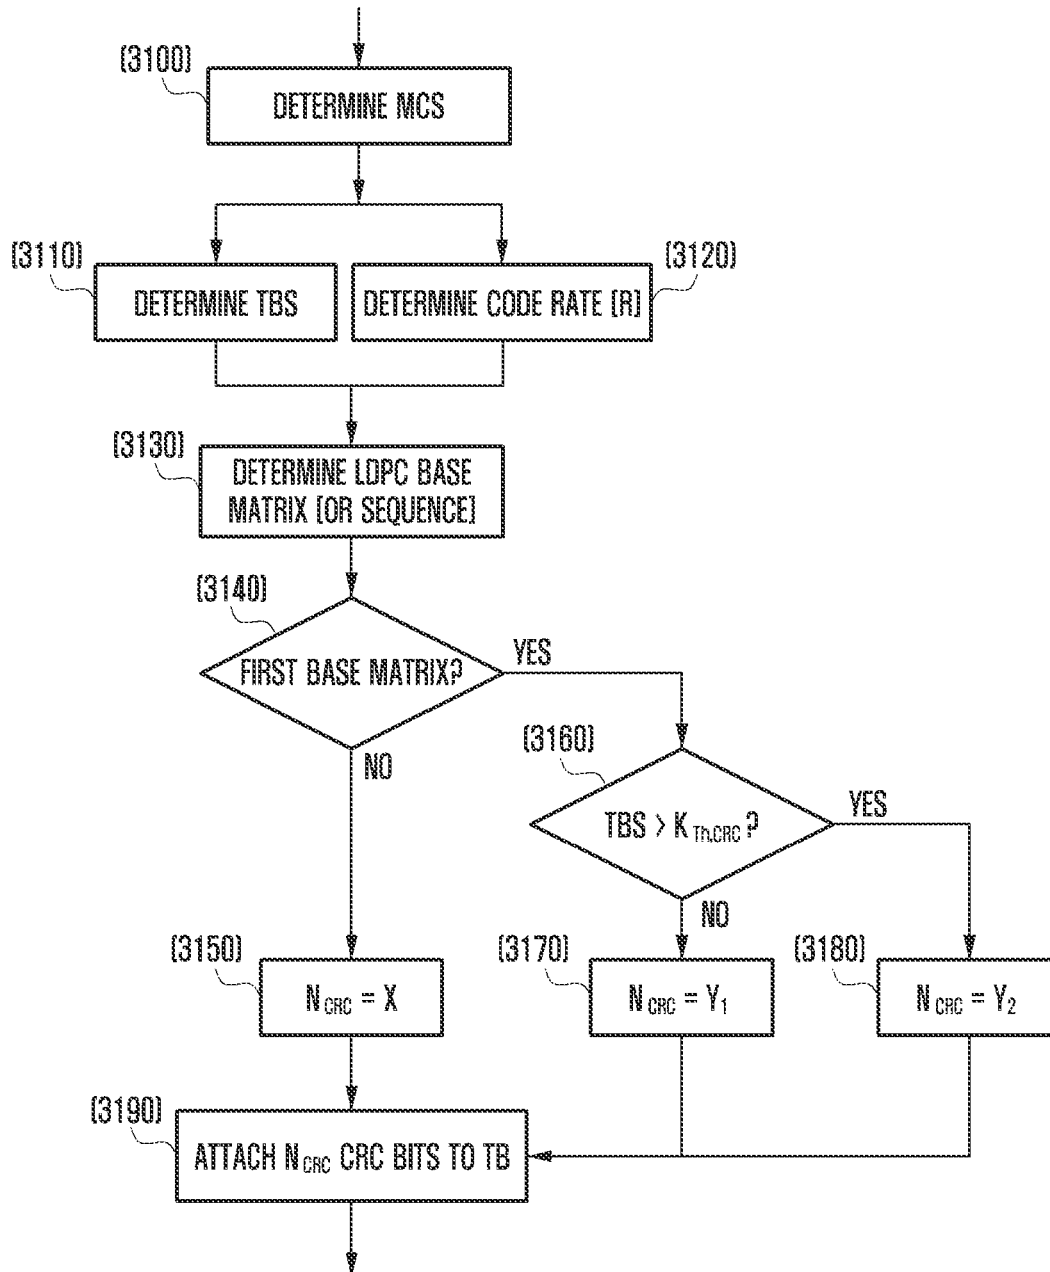 (3100)
DETERMINE MCS
(3110)
DETERMINE TBS
(3120)
DETERMINE CODE RATE [R]
(3130)
DETERMINE LDPC BASE
MATRIX [OR SEQUENCE]
(3140)
FIRST BASE MATRIX?
YES
NO
(3160)
TBS > K Th,CRC ?
YES
NO
(3150)
N CRC = X
(3170)
N CRC = Y1
(3180)
N CRC = Y2
(3190)
ATTACH N CRC CRC BITS TO TB